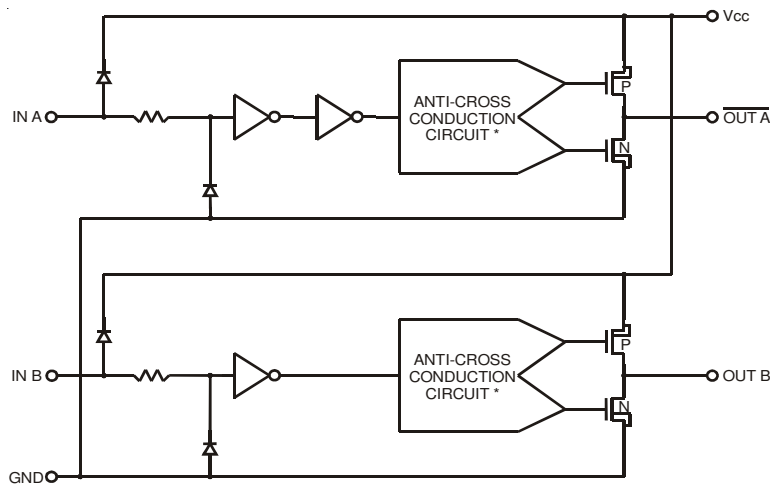 Vcc
IN A
ANTI-CROSS
CONDUCTION
CIRCUIT *
P
N
OUT A
IN B
ANTI-CROSS
CONDUCTION
CIRCUIT *
P
N
OUT B
GND